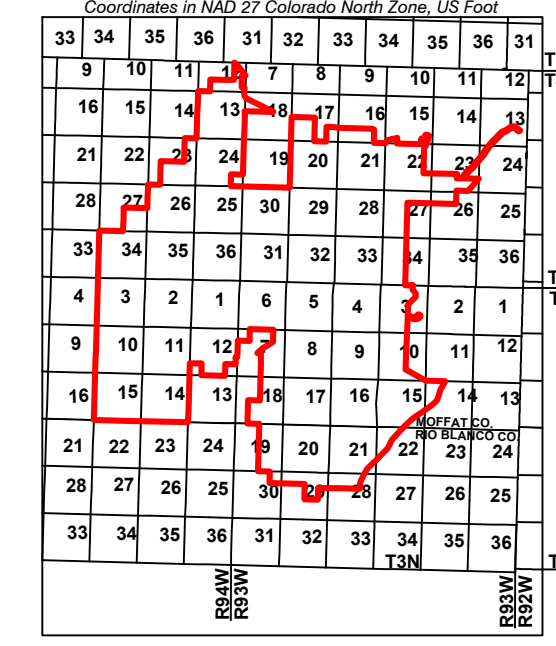 Coordinates in NAD 27 Colorado North Zone, US Foot
33 34 35 36 31 32 33 34 35 36 31
T
T
9 10 11 7 8 9 10 11 12
16 15 14 13 18 17 16 15 14 13
21 22 23 24 19 20 21 22 23 24
28 27 26 25 30 29 28 27 26 25
33 34 35 36 31 32 33 34 35 36
T
T
4 3 2 1 6 5 4 3 2 1
9 10 11 12 7 8 9 10 11 12
16 15 14 13 18 17 16 15 14 13
MOFFAT CO.
RIO BLANCO CO.
21 22 23 24 19 20 21 22 23 24
28 27 26 25 30 29 28 27 26 25
33 34 35 36 31 32 33 34 35 36
T3N
T
R94W
R93W
R93W
R92W